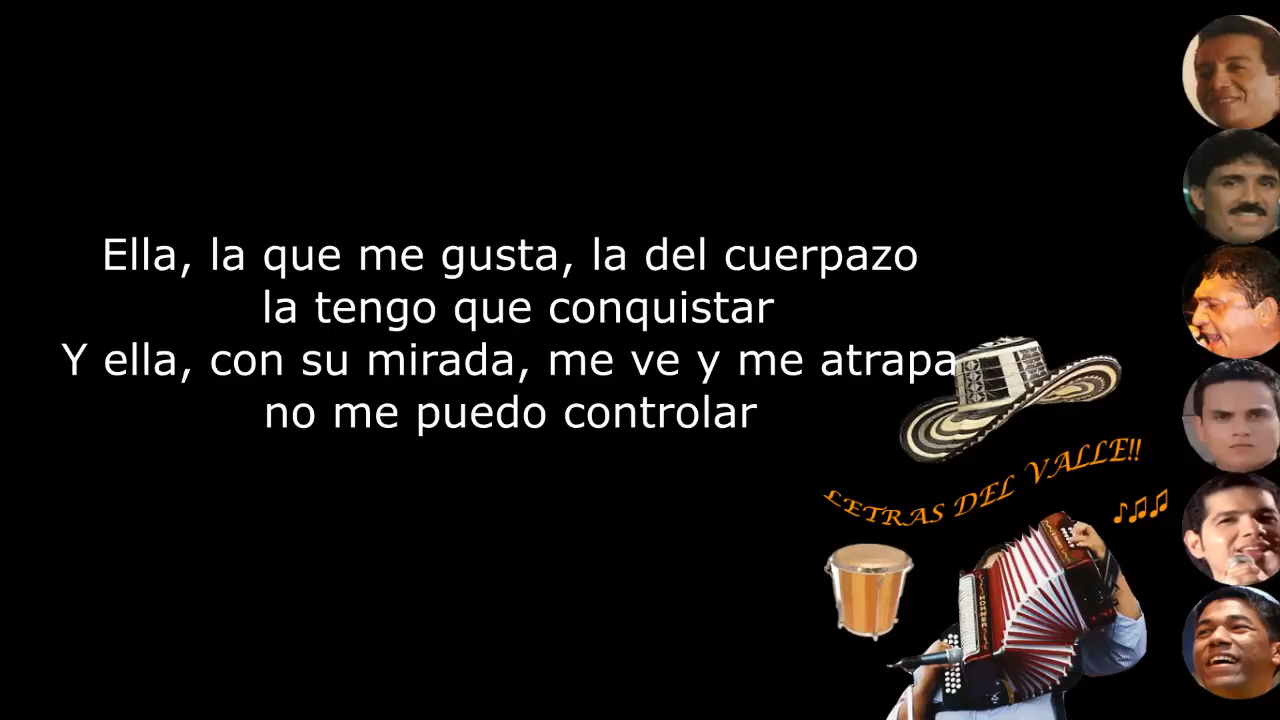 Ella, la que me gusta, la del cuerpazo
la tengo que conquistar
Y ella, con su mirada, me ve y me atrapa
no me puedo controlar
LETRAS DEL VALLE!!
HOHNER